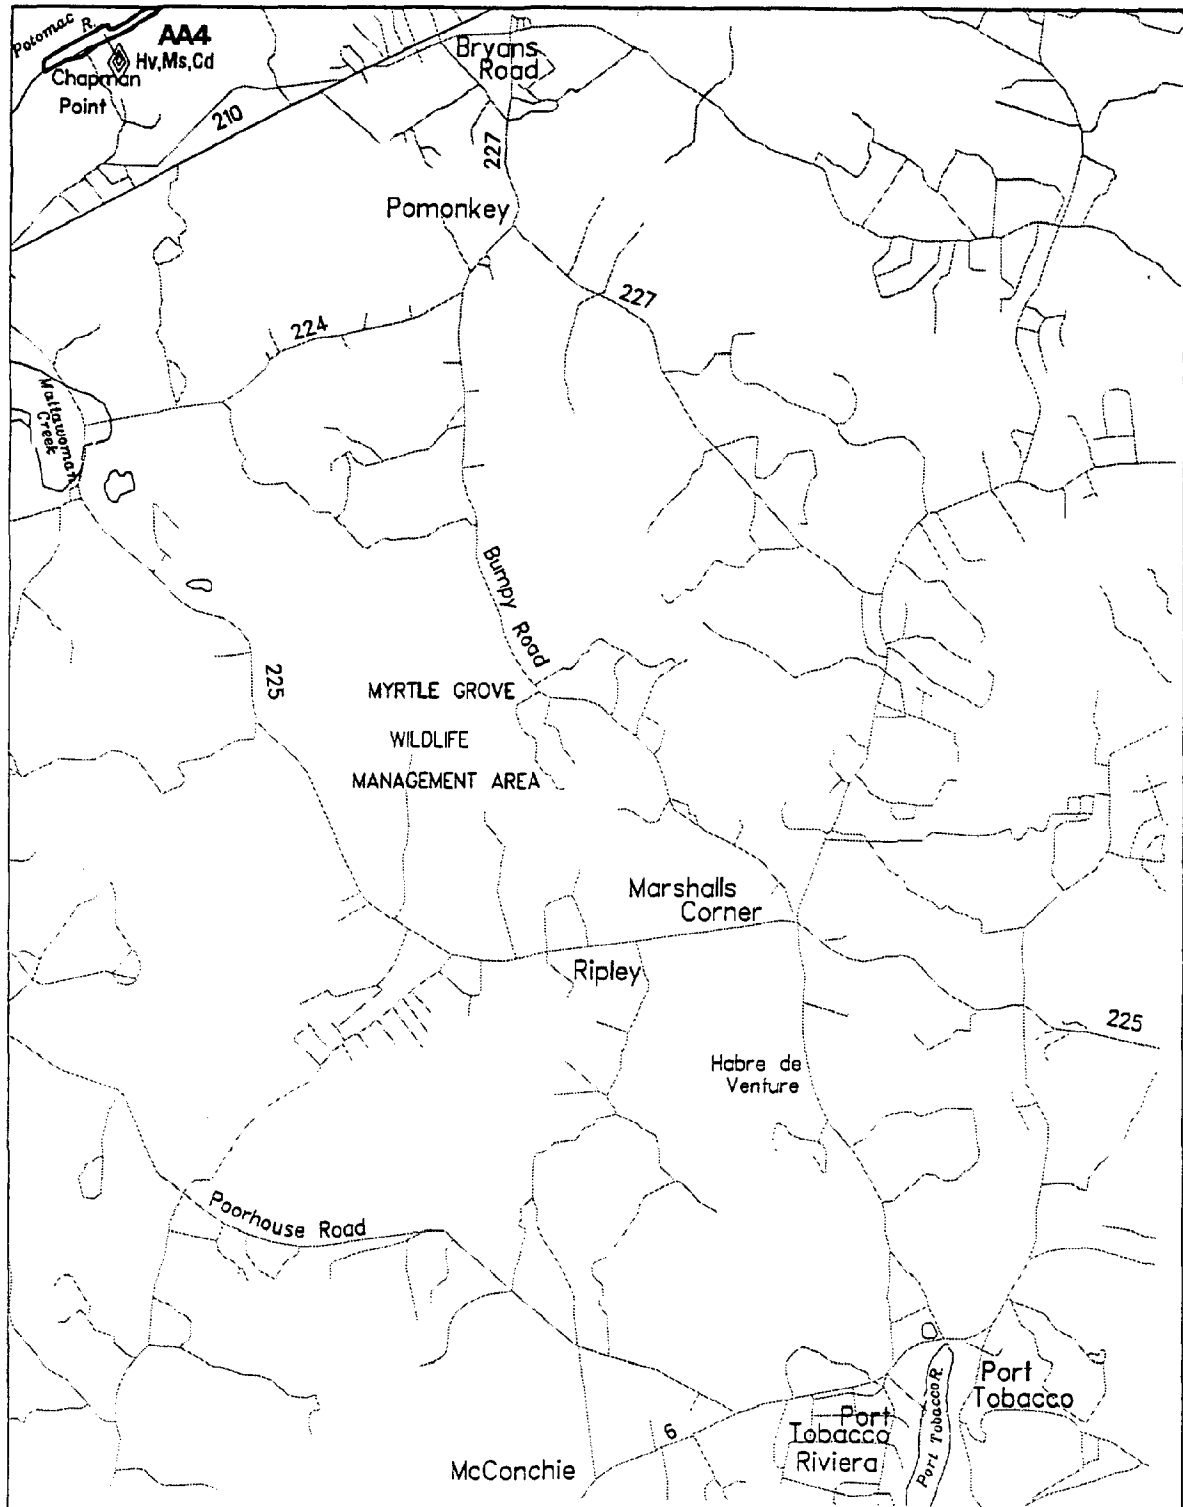 Potomac R.
AA4
Hv,Ms,Cd
Chapman
Point
Bryans
Road
210
227
Pomonkey
227
224
Mattawoman
Creek
Bumpy Road
225
MYRTLE GROVE
WILDLIFE
MANAGEMENT AREA
Marshalls
Corner
Ripley
225
Habre de
Venture
Poorhouse Road
Port
Tobacco
Port Tobacco R.
Port
Tobacco
Riviera
6
McConchie